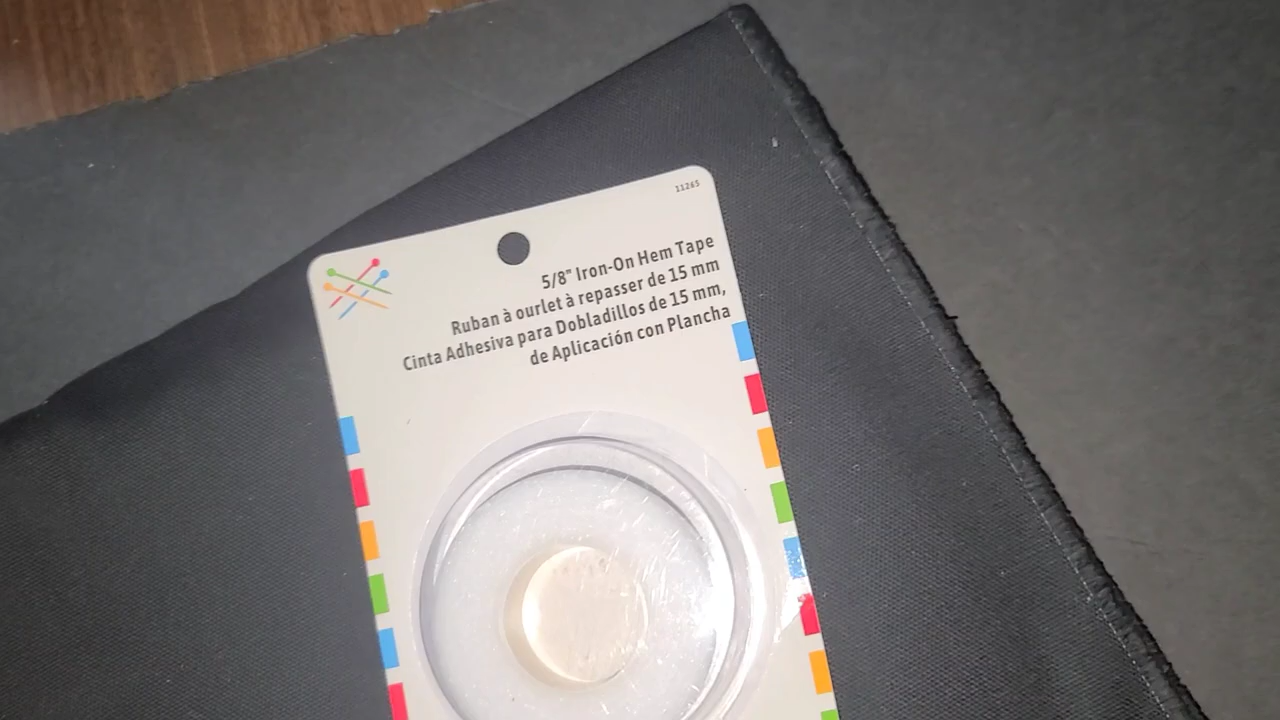 11265
5/8" Iron-On Hem Tape
Ruban à ourlet à repasser de 15 mm
Cinta Adhesiva para Dobladillos de 15 mm,
de Aplicación con Plancha